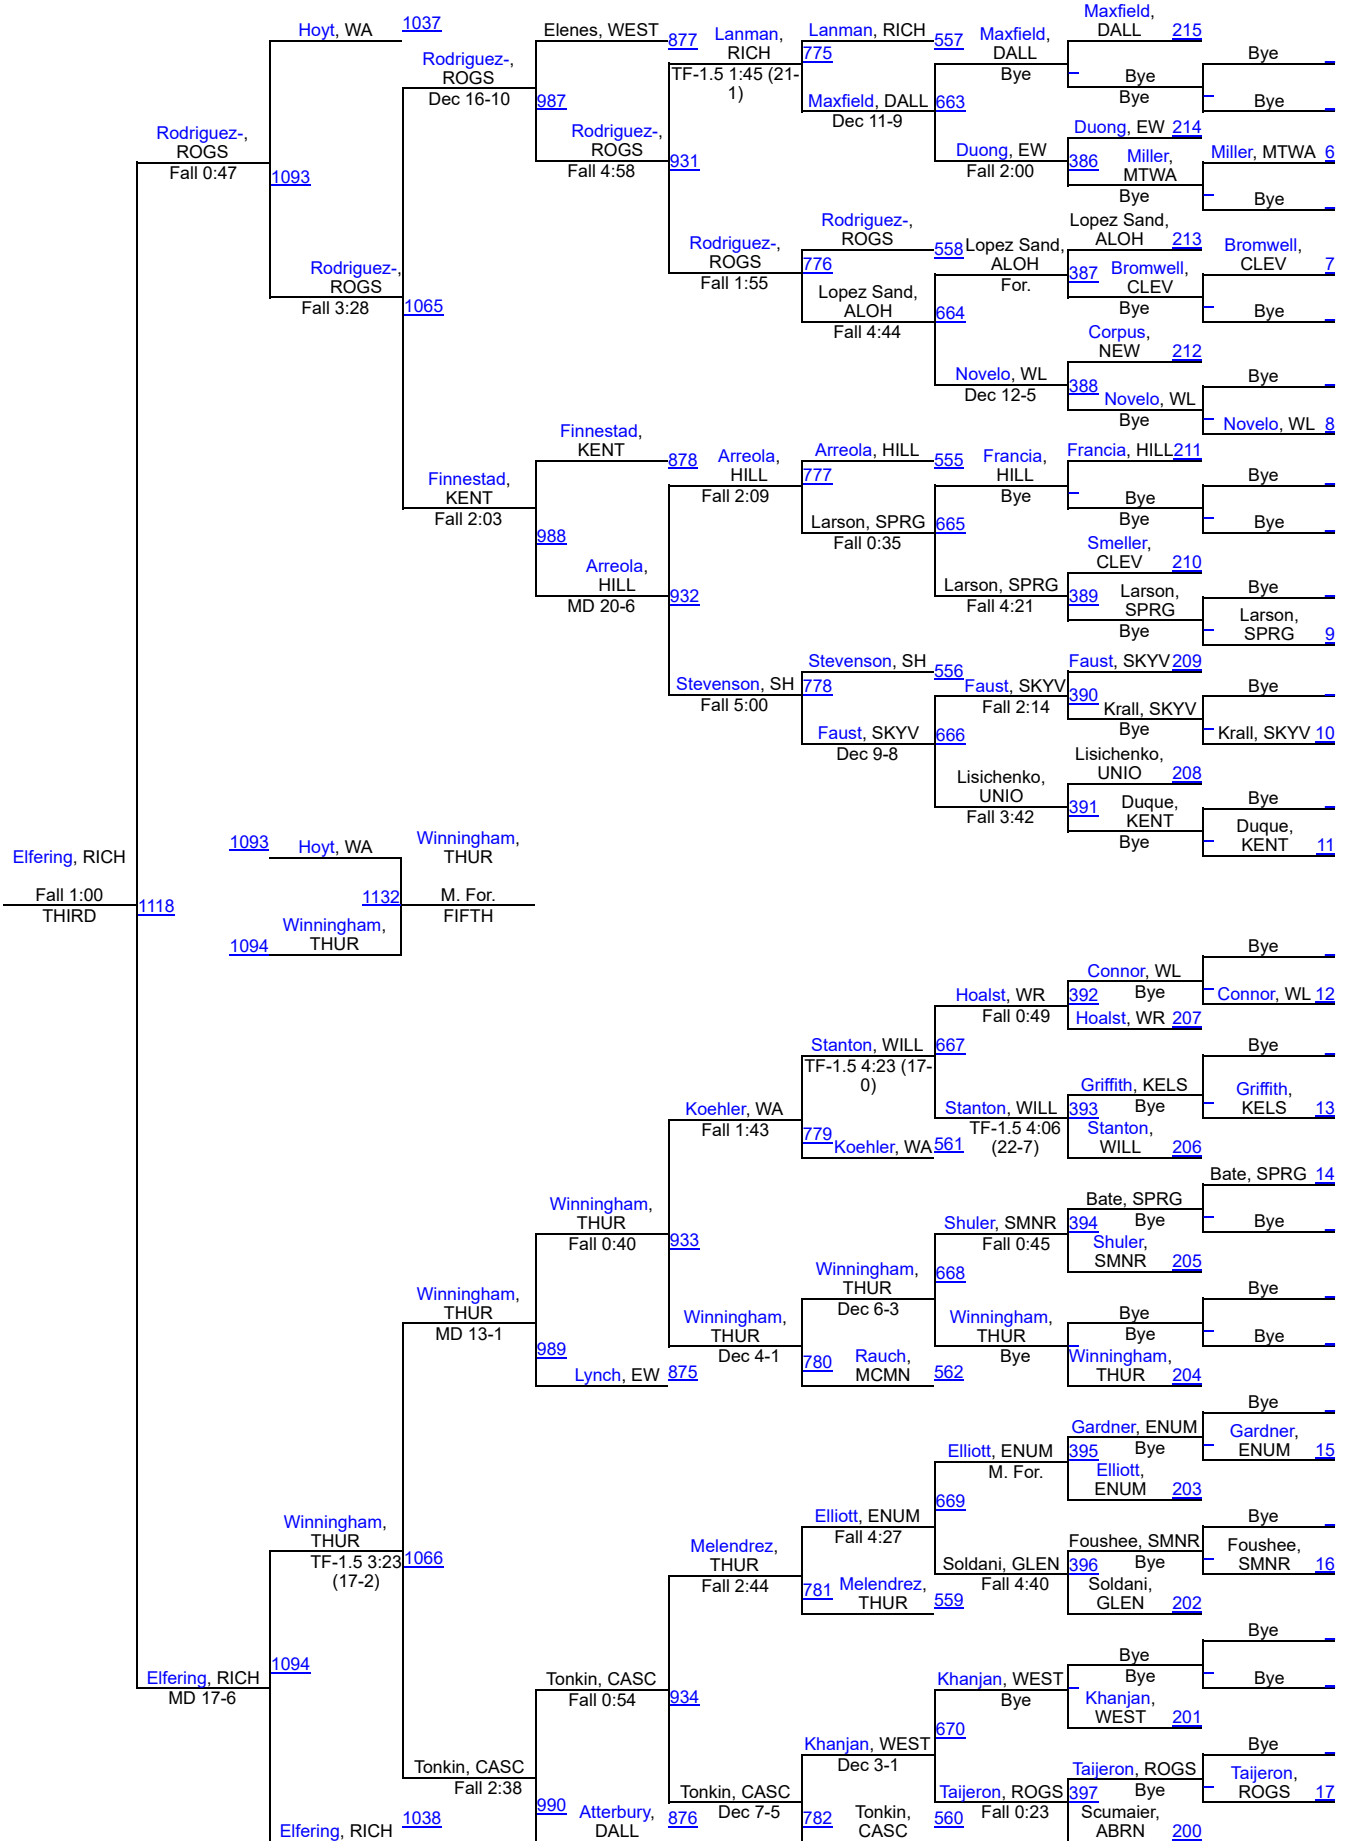 Maxfield,
Hoyt, WA 1037
Elenes, WEST 877
Lanman,
RICH
Lanman, RICH 557
Maxfield,
DALL
DALL 215
Bye
Rodriguez-,
ROGS
Dec 16-10
TF-1.5 1:45 (21-
1)
775
Bye
Bye
Bye
987
Maxfield, DALL 663
Dec 11-9
Bye
Rodriguez-,
ROGS
Fall 0:47
Rodriguez-,
ROGS
Fall 4:58
931
Duong, EW 214
Duong, EW
Fall 2:00
386 Miller,
MTWA
Bye
Miller, MTWA 6
Bye
1093
Rodriguez-,
ROGS
Fall 3:28
1065
Rodriguez-,
ROGS
Fall 1:55
Rodriguez-,
ROGS
558
776
Lopez Sand,
ALOH
Fall 4:44
Lopez Sand,
ALOH
For.
664
Lopez Sand,
ALOH 213
387 Bromwell,
CLEV
Bye
Bromwell,
CLEV 7
Bye
Corpus,
NEW 212
Novelo, WL
Dec 12-5
388
Novelo, WL
Bye
Bye
Novelo, WL 8
Finnestad,
KENT
878
Finnestad,
KENT
Fall 2:03
988
Arreola,
HILL
Fall 2:09
Arreola, HILL 555
777
Francia,
HILL
Bye
Francia, HILL 211
Bye
Bye
Bye
Bye
Larson, SPRG
Fall 0:35
665
Arreola,
HILL
MD 20-6
932
Smeller,
CLEV 210
Larson, SPRG
Fall 4:21
389 Larson,
SPRG
Bye
Bye
Larson,
SPRG 9
Stevenson, SH
Fall 5:00
Stevenson, SH 556
778
Faust, SKYV
Fall 2:14
Faust, SKYV 209
390
Krall, SKYV
Bye
Bye
Krall, SKYV 10
Faust, SKYV
Dec 9-8
666
Lisichenko,
UNIO 208
Lisichenko,
UNIO
Fall 3:42
391 Duque,
KENT
Bye
Bye
Duque,
KENT 11
Elfering, RICH
Fall 1:00
THIRD
1118
1093 Hoyt, WA
1132
Winningham,
THUR
M. For.
FIFTH
1094 Winningham,
THUR
Bye
Connor, WL
Bye
Connor, WL 12
Hoalst, WR
Fall 0:49
392
Hoalst, WR 207
Stanton, WILL
TF-1.5 4:23 (17-
0)
667
Bye
Griffith, KELS
Bye
Griffith,
KELS 13
Koehler, WA
Fall 1:43
779
Koehler, WA 561
Stanton, WILL
TF-1.5 4:06
(22-7)
393
Stanton,
WILL 206
Bate, SPRG 14
Bate, SPRG
Bye
Bye
Winningham,
THUR
Fall 0:40
933
Shuler, SMNR
Fall 0:45
394
Shuler,
SMNR 205
Winningham,
THUR
Dec 6-3
668
Winningham,
THUR
MD 13-1
989
Lynch, EW 875
Winningham,
THUR
Dec 4-1
780 Rauch,
MCMN
562
Winningham,
THUR
Bye
Bye
Bye
Bye
Bye
Winningham,
THUR 204
Bye
Gardner, ENUM
Bye
Gardner,
ENUM 15
Elliott, ENUM
M. For.
395
Elliott,
ENUM 203
669
Winningham,
THUR
TF-1.5 3:23
(17-2)
1066
Melendrez,
THUR
Fall 2:44
Elliott, ENUM
Fall 4:27
781 Melendrez,
THUR
559
Bye
Foushee, SMNR
Bye
Foushee,
SMNR 16
Soldani, GLEN
Fall 4:40
396
Soldani,
GLEN 202
Bye
Elfering, RICH
MD 17-6
1094
Tonkin, CASC
Fall 0:54
934
Khanjan, WEST
Bye
Bye
Bye
Bye
Khanjan,
WEST 201
670
Khanjan, WEST
Dec 3-1
Bye
Tonkin, CASC
Fall 2:38
1038
Elfering, RICH
990 Atterbury,
DALL
876
Tonkin, CASC
Dec 7-5
782 Tonkin,
CASC
560
Taijeron, ROGS
Fall 0:23
Taijeron, ROGS
397 Bye
Taijeron,
ROGS 17
Scumaier,
ABRN 200